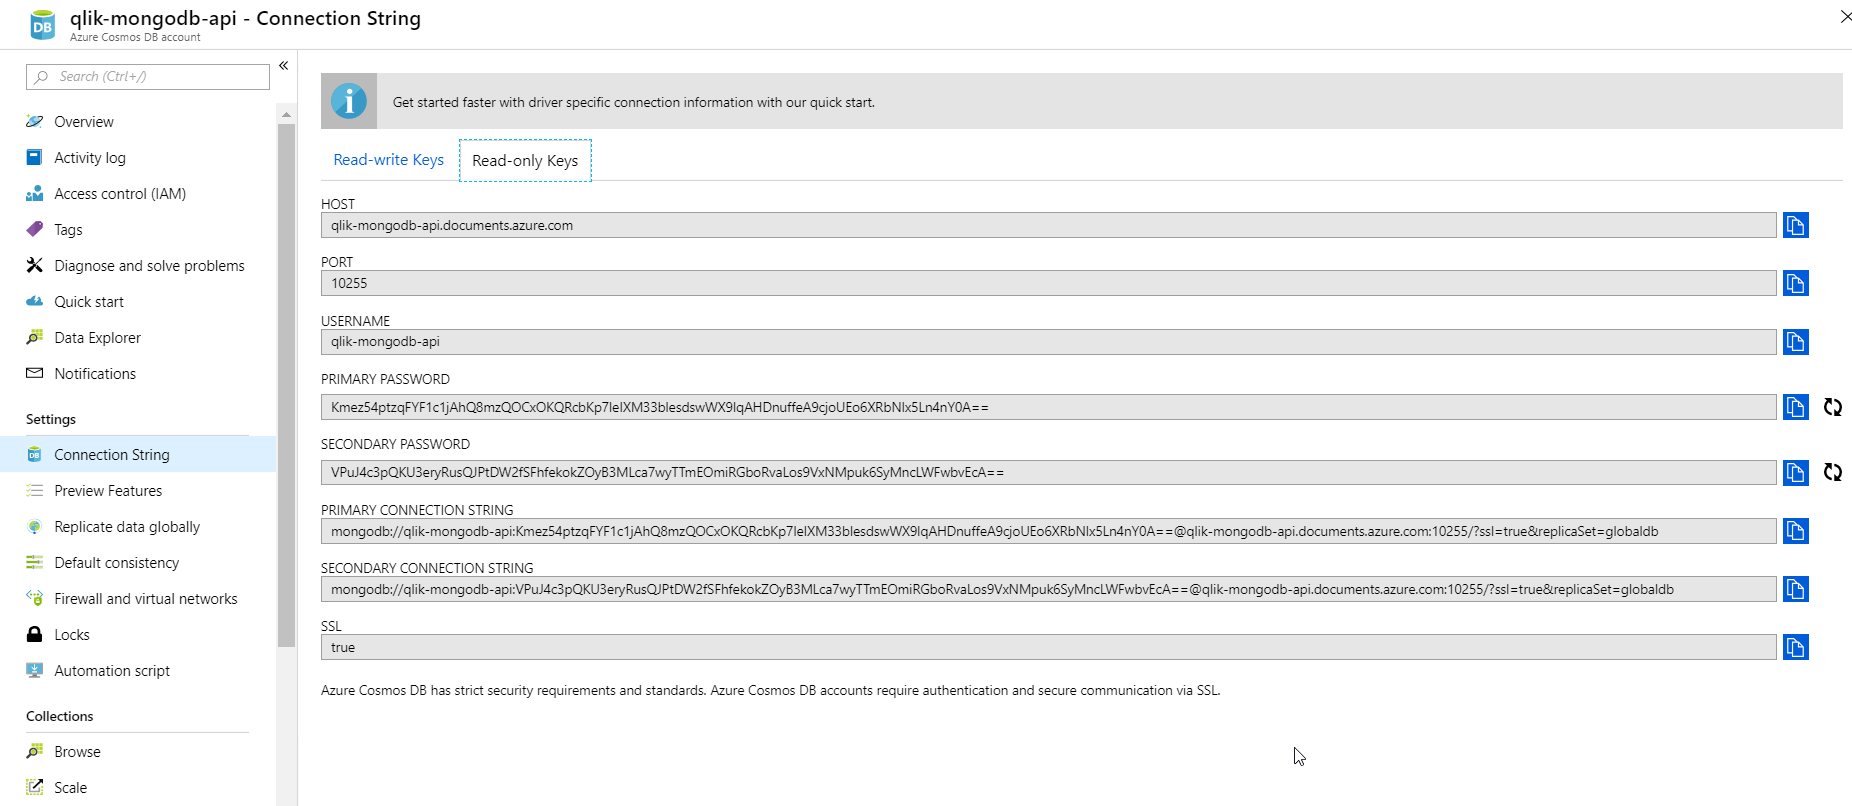 qlik-mongodb-api - Connection String
Azure Cosmos DB account
Search (Ctrl+/)
Overview
Activity log
Access control (IAM)
Tags
Diagnose and solve problems
Quick start
Data Explorer
Notifications
Settings
Connection String
Preview Features
Replicate data globally
Default consistency
Firewall and virtual networks
Locks
Automation script
Collections
Browse
Scale
Get started faster with driver specific connection information with our quick start.
Read-write Keys Read-only Keys
HOST
qlik-mongodb-api.documents.azure.com
PORT
10255
USERNAME
qlik-mongodb-api
PRIMARY PASSWORD
Kmez54ptzqFYF1c1jAhQ8mzQOCxOKQRcbKp7IeIXM33blesdswWX9IqAHDnuffeA9cjoUEo6XRbNIx5Ln4nY0A==
SECONDARY PASSWORD
VPuJ4c3pQKU3eryRusQJPtDW2fSFhfekokZOyB3MLca7wyTTmEOmiRGboRvaLos9VxNMpuk6SyMncLWFwbvEcA==
PRIMARY CONNECTION STRING
mongodb://qlik-mongodb-api:Kmez54ptzqFYF1c1jAhQ8mzQOCxOKQRcbKp7IeIXM33blesdswWX9IqAHDnuffeA9cjoUEo6XRbNIx5Ln4nY0A==@qlik-mongodb-api.documents.azure.com:10255/?ssl=true&replicaSet=globaldb
SECONDARY CONNECTION STRING
mongodb://qlik-mongodb-api:VPuJ4c3pQKU3eryRusQJPtDW2fSFhfekokZOyB3MLca7wyTTmEOmiRGboRvaLos9VxNMpuk6SyMncLWFwbvEcA==@qlik-mongodb-api.documents.azure.com:10255/?ssl=true&replicaSet=globaldb
SSL
true
Azure Cosmos DB has strict security requirements and standards. Azure Cosmos DB accounts require authentication and secure communication via SSL.